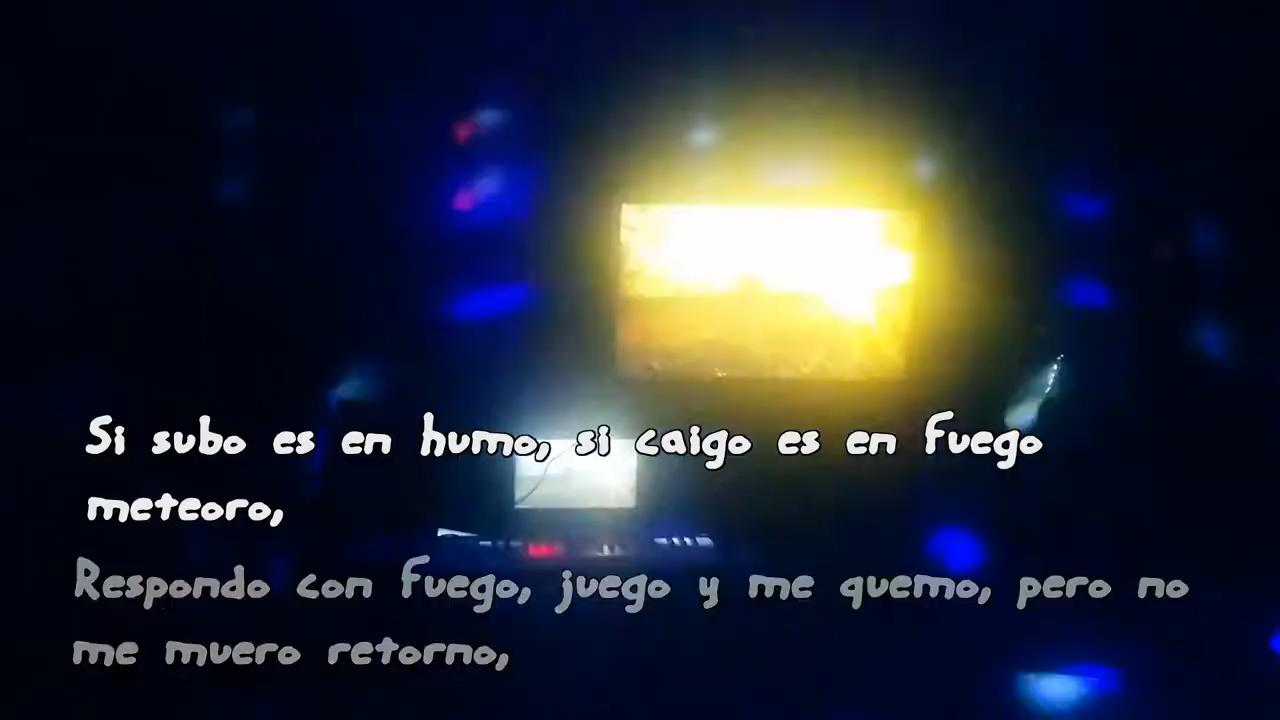 Si subo es en humo, si caigo es en fuego
meteoro,
Respondo con fuego, juego y me quemo, pero no
me muero retorno,